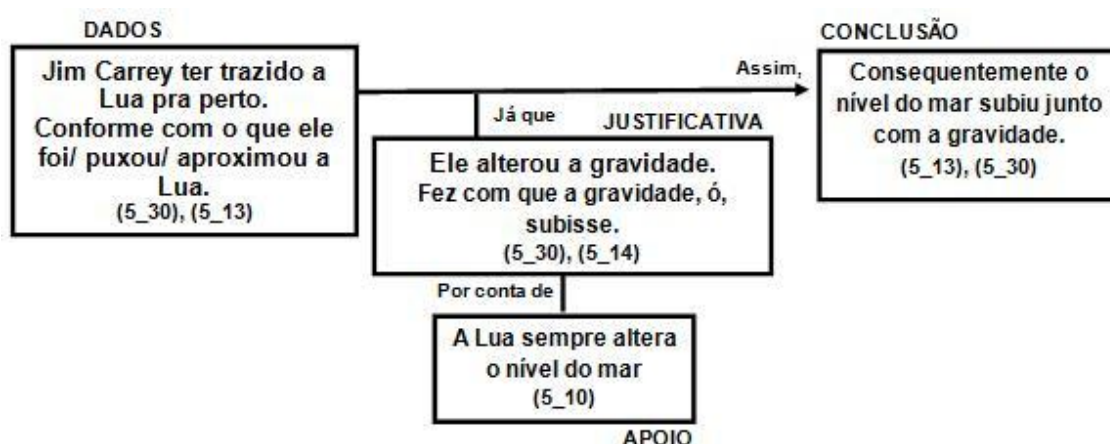 DADOS
Jim Carrey ter trazido a
Lua pra perto.
Conforme com o que ele
foi/ puxou/ aproximou a
Lua.
(5_30), (5_13)
Assim,
CONCLUSÃO
Consequentemente o
nível do mar subiu junto
com a gravidade.
(5_13), (5_30)
Já que
JUSTIFICATIVA
Ele alterou a gravidade.
Fez com que a gravidade, ó,
subisse.
(5_30), (5_14)
Por conta de
A Lua sempre altera
o nível do mar
(5_10)
APOIO